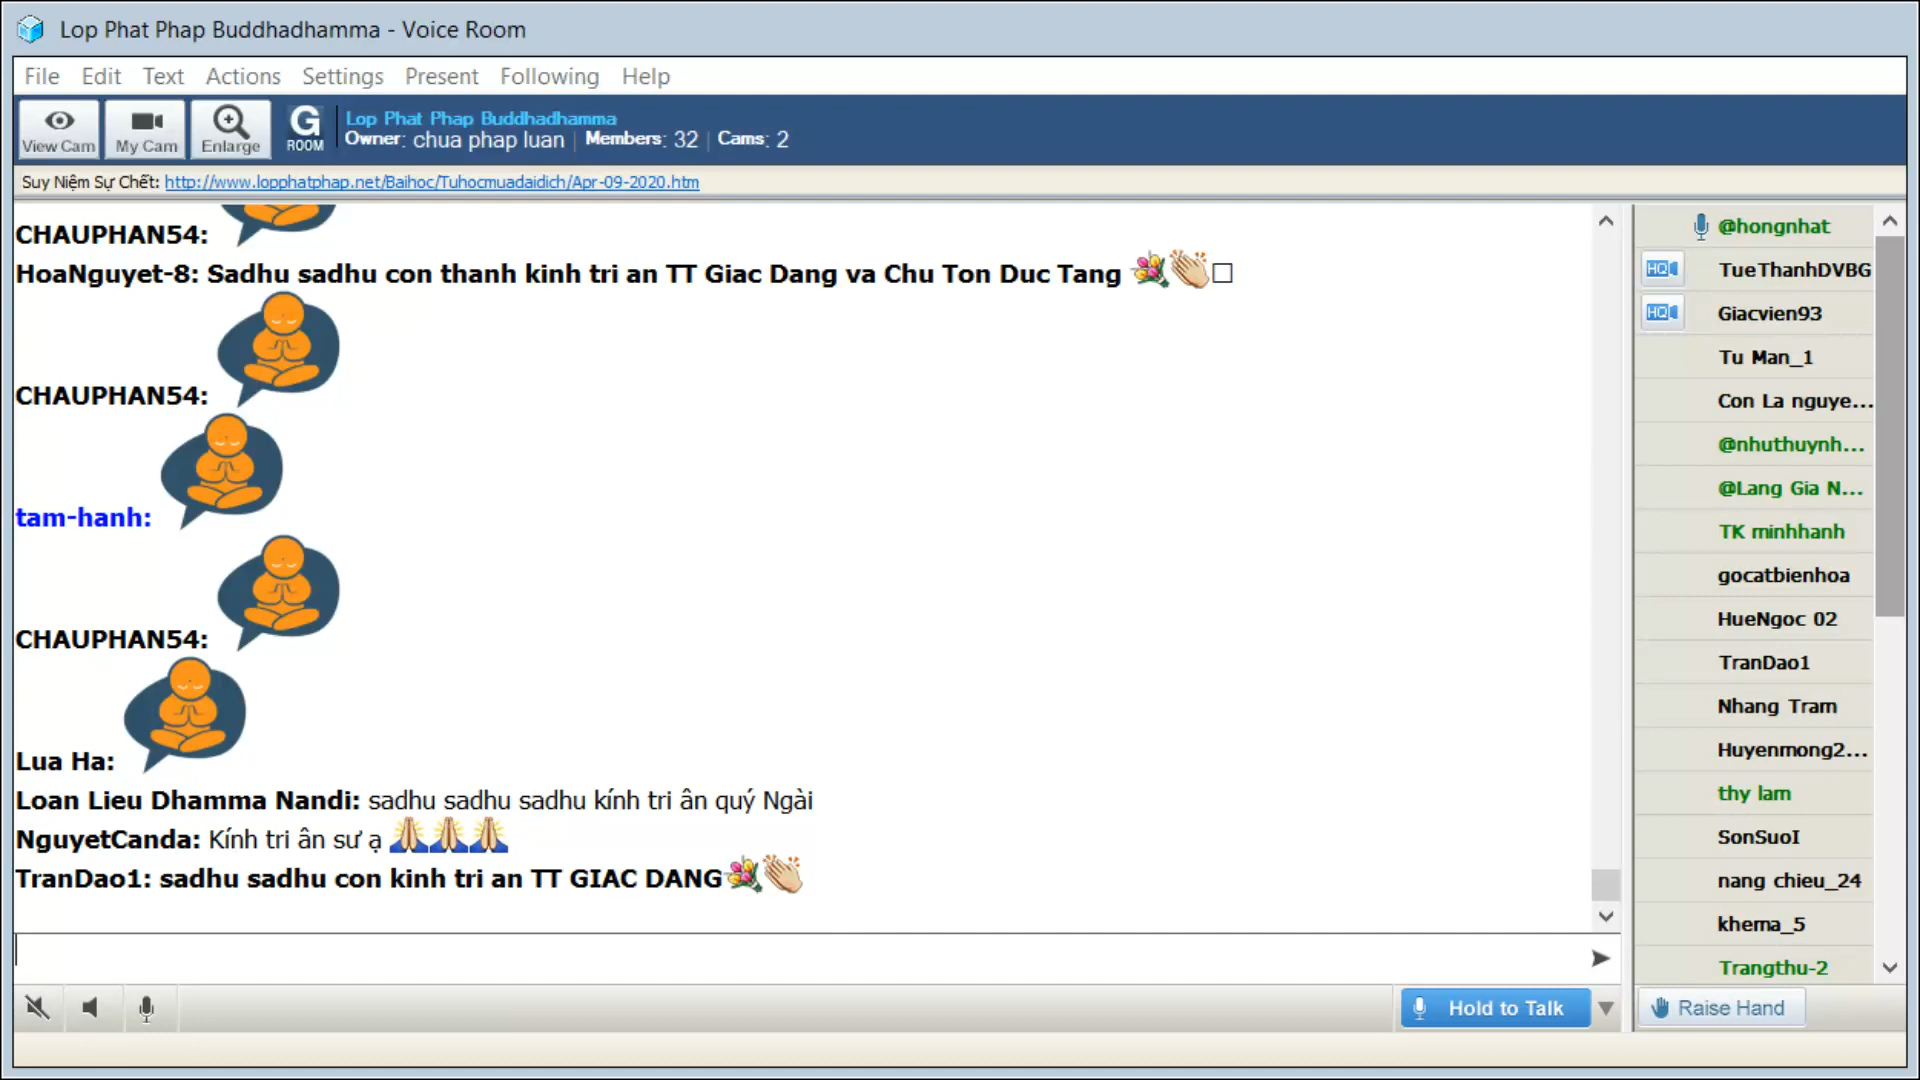 Lop Phat Phap Buddhadhamma - Voice Room
File Edit Text Actions Settings Present Following Help
View Cam My Cam Enlarge G ROOM
Lop Phat Phap Buddhadhamma
Owner: chua phap luan | Members: 32 | Cams: 2
Suy Niệm Sự Chết: http://www.lopphatphap.net/Baihoc/Tuhocmuadaidich/Apr-09-2020.htm
CHAUPHAN54:
HoaNguyet-8: Sadhu sadhu con thanh kinh tri an TT Giac Dang va Chu Ton Duc Tang 💐👏□
CHAUPHAN54:
tam-hanh:
CHAUPHAN54:
Lua Ha:
Loan Lieu Dhamma Nandi: sadhu sadhu sadhu kính tri ân quý Ngài
NguyetCanda: Kính tri ân sư ạ 🙏🙏🙏
TranDao1: sadhu sadhu con kinh tri an TT GIAC DANG💐👏
@hongnhat
TueThanhDVBG
Giacvien93
Tu Man_1
Con La nguye...
@nhuthuynh...
@Lang Gia N...
TK minhhanh
gocatbienhoa
HueNgoc 02
TranDao1
Nhang Tram
Huyenmong2...
thy lam
SonSuoI
nang chieu_24
khema_5
Trangthu-2
HQ
HQ
Hold to Talk
Raise Hand